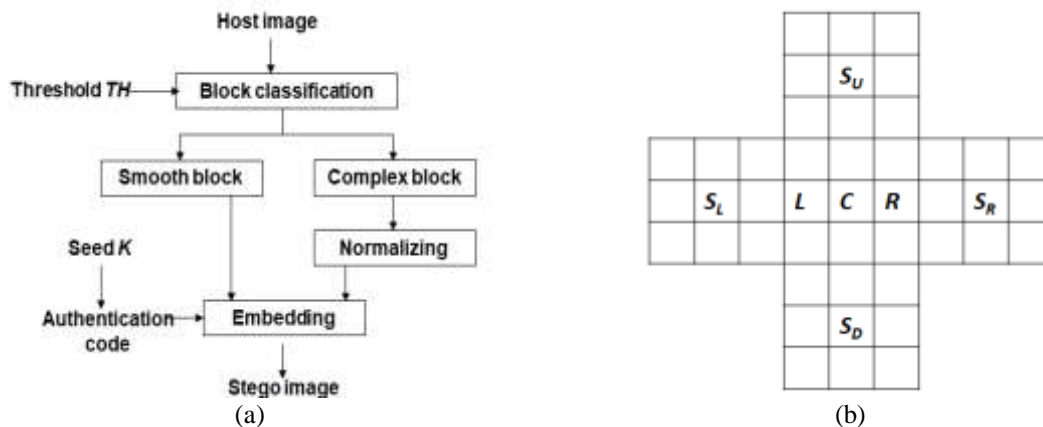 Host image
Threshold TH
Block classification
Smooth block
Complex block
Normalizing
Seed K
Authentication
code
Embedding
Stego image
(a)
S_U
S_L L C R S_R
S_D
(b)